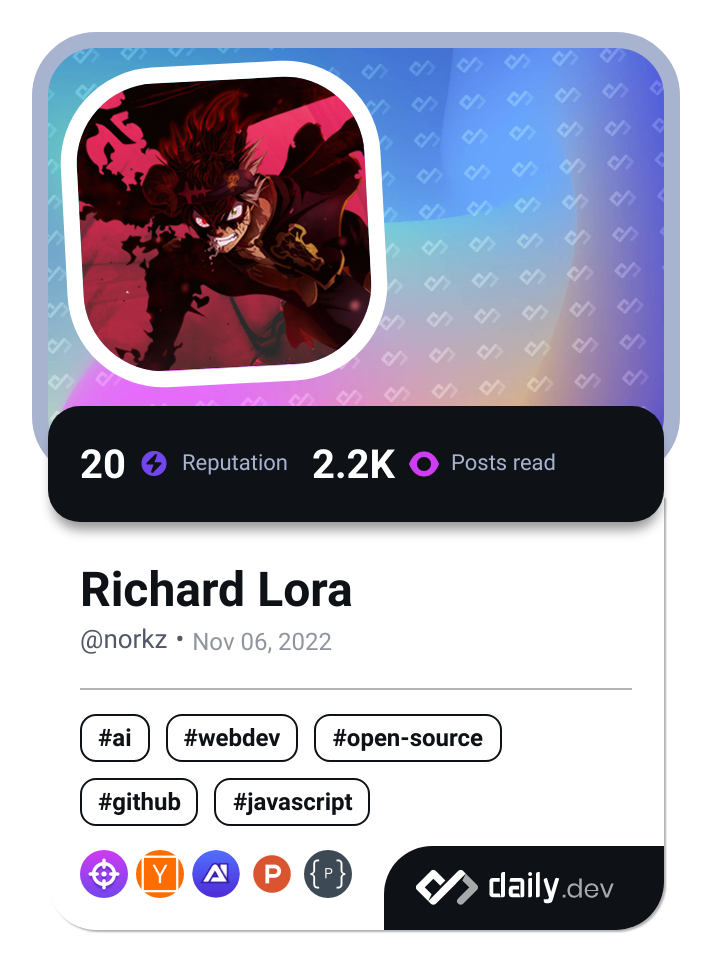 20 Reputation 2.2K Posts read
Richard Lora
@norkz • Nov 06, 2022
#ai #webdev #open-source
#github #javascript
Y P {P}
daily.dev